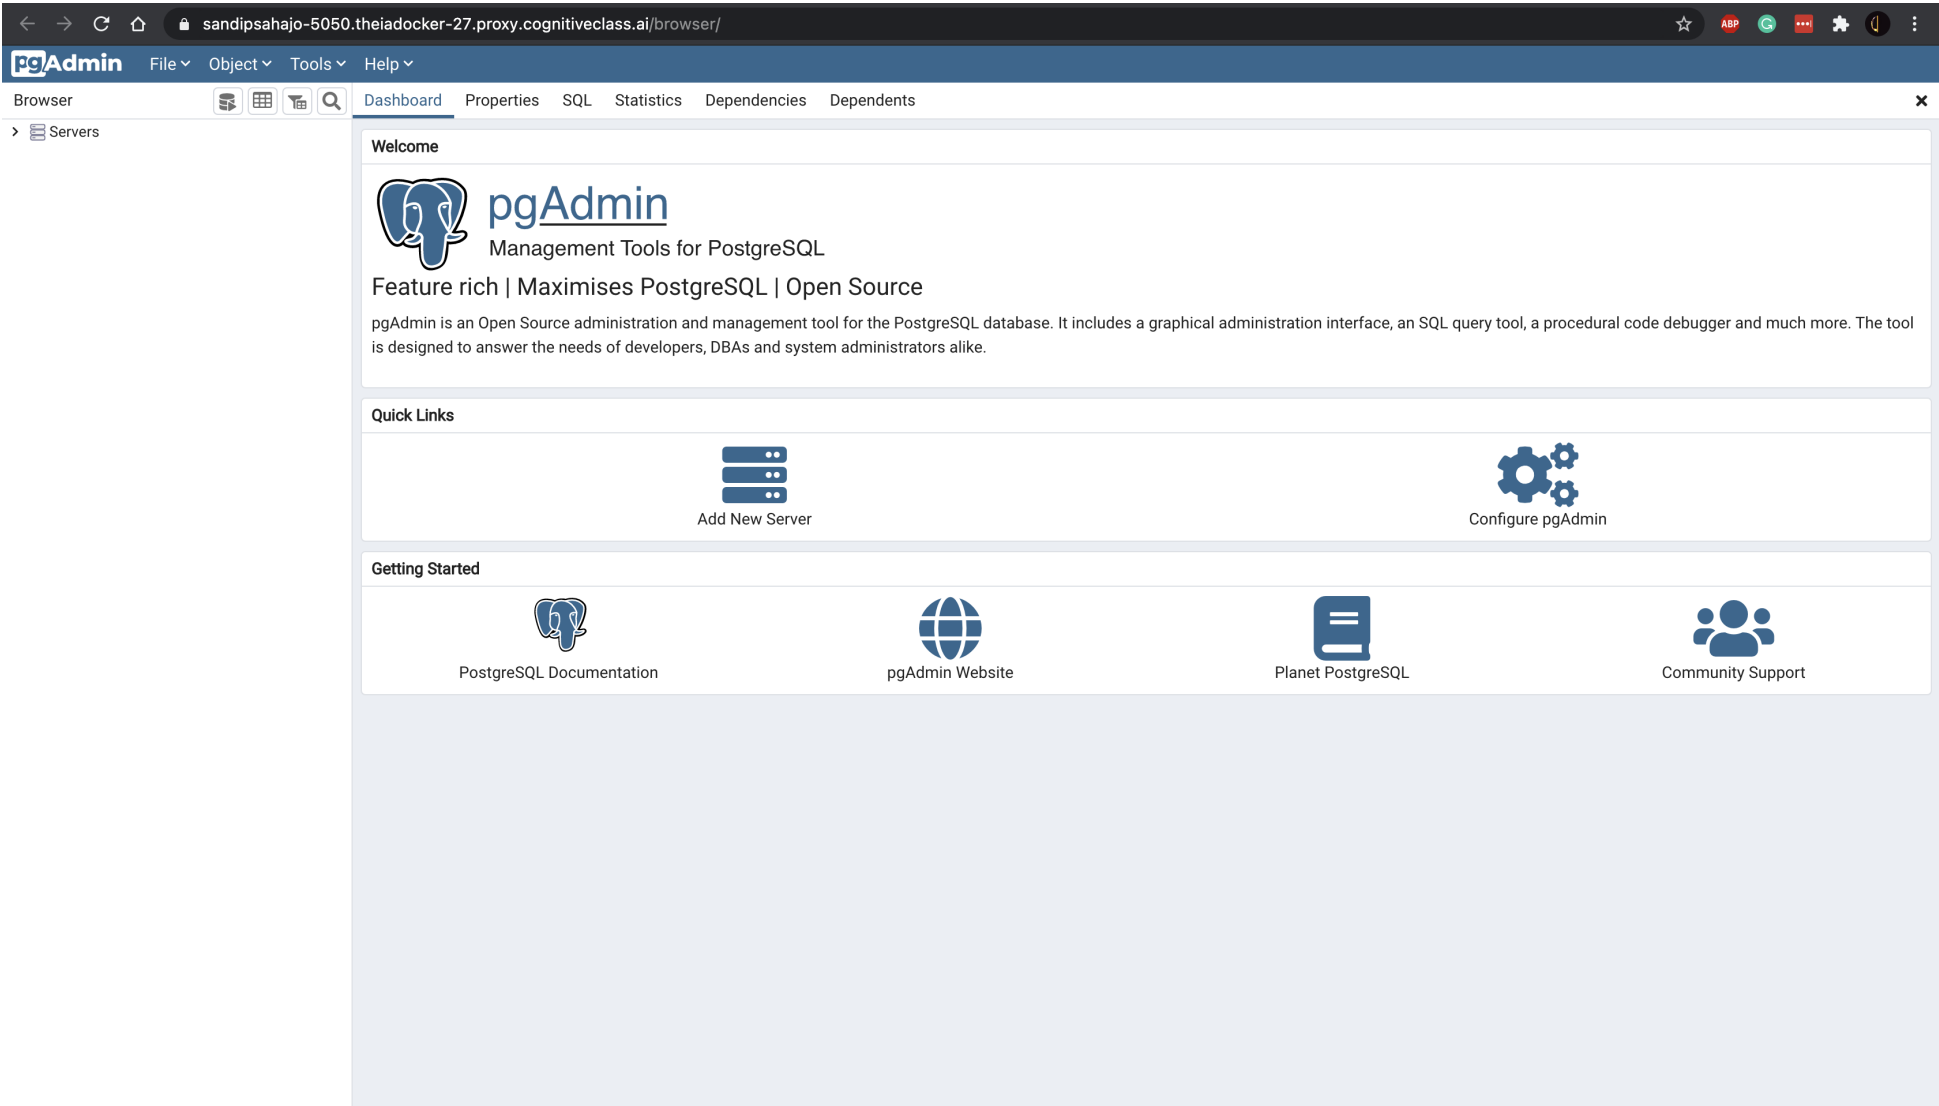 sandipsahajo-5050.theiadocker-27.proxy.cognitiveclass.ai/browser/
ABP
G
pgAdmin File Object Tools Help
Browser
Dashboard Properties SQL Statistics Dependencies Dependents
Servers
Welcome
pgAdmin
Management Tools for PostgreSQL
Feature rich | Maximises PostgreSQL | Open Source
pgAdmin is an Open Source administration and management tool for the PostgreSQL database. It includes a graphical administration interface, an SQL query tool, a procedural code debugger and much more. The tool
is designed to answer the needs of developers, DBAs and system administrators alike.
Quick Links
Add New Server
Configure pgAdmin
Getting Started
PostgreSQL Documentation
pgAdmin Website
Planet PostgreSQL
Community Support